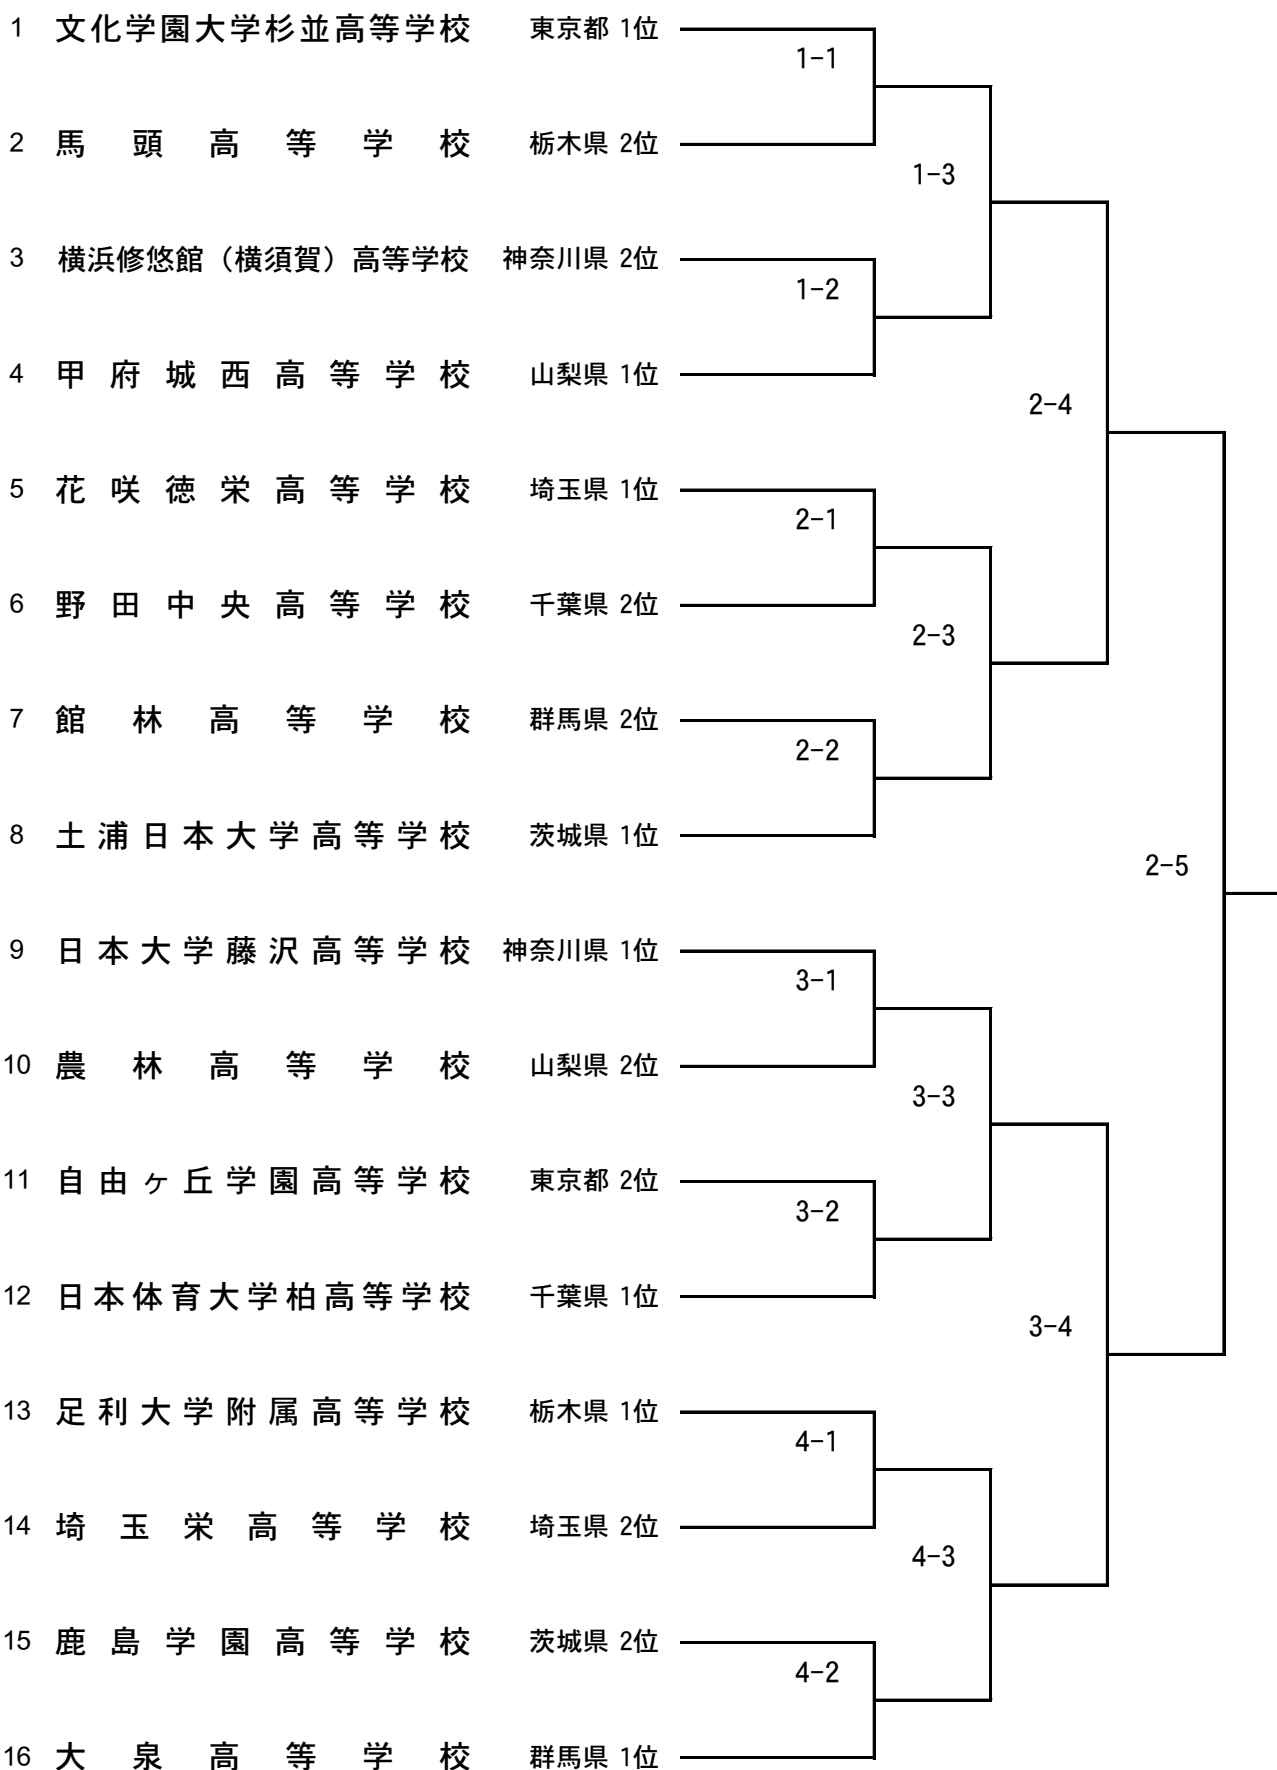 1 文化学園大学杉並高等学校 東京都 1位
1-1
2 馬頭高等学校 栃木県 2位
1-3
3 横浜修悠館（横須賀）高等学校 神奈川県 2位
1-2
4 甲府城西高等学校 山梨県 1位
2-4
5 花咲徳栄高等学校 埼玉県 1位
2-1
6 野田中央高等学校 千葉県 2位
2-3
7 館林高等学校 群馬県 2位
2-2
8 土浦日本大学高等学校 茨城県 1位
2-5
9 日本大学藤沢高等学校 神奈川県 1位
3-1
10 農林高等学校 山梨県 2位
3-3
11 自由ヶ丘学園高等学校 東京都 2位
3-2
12 日本体育大学柏高等学校 千葉県 1位
3-4
13 足利大学附属高等学校 栃木県 1位
4-1
14 埼玉栄高等学校 埼玉県 2位
4-3
15 鹿島学園高等学校 茨城県 2位
4-2
16 大泉高等学校 群馬県 1位